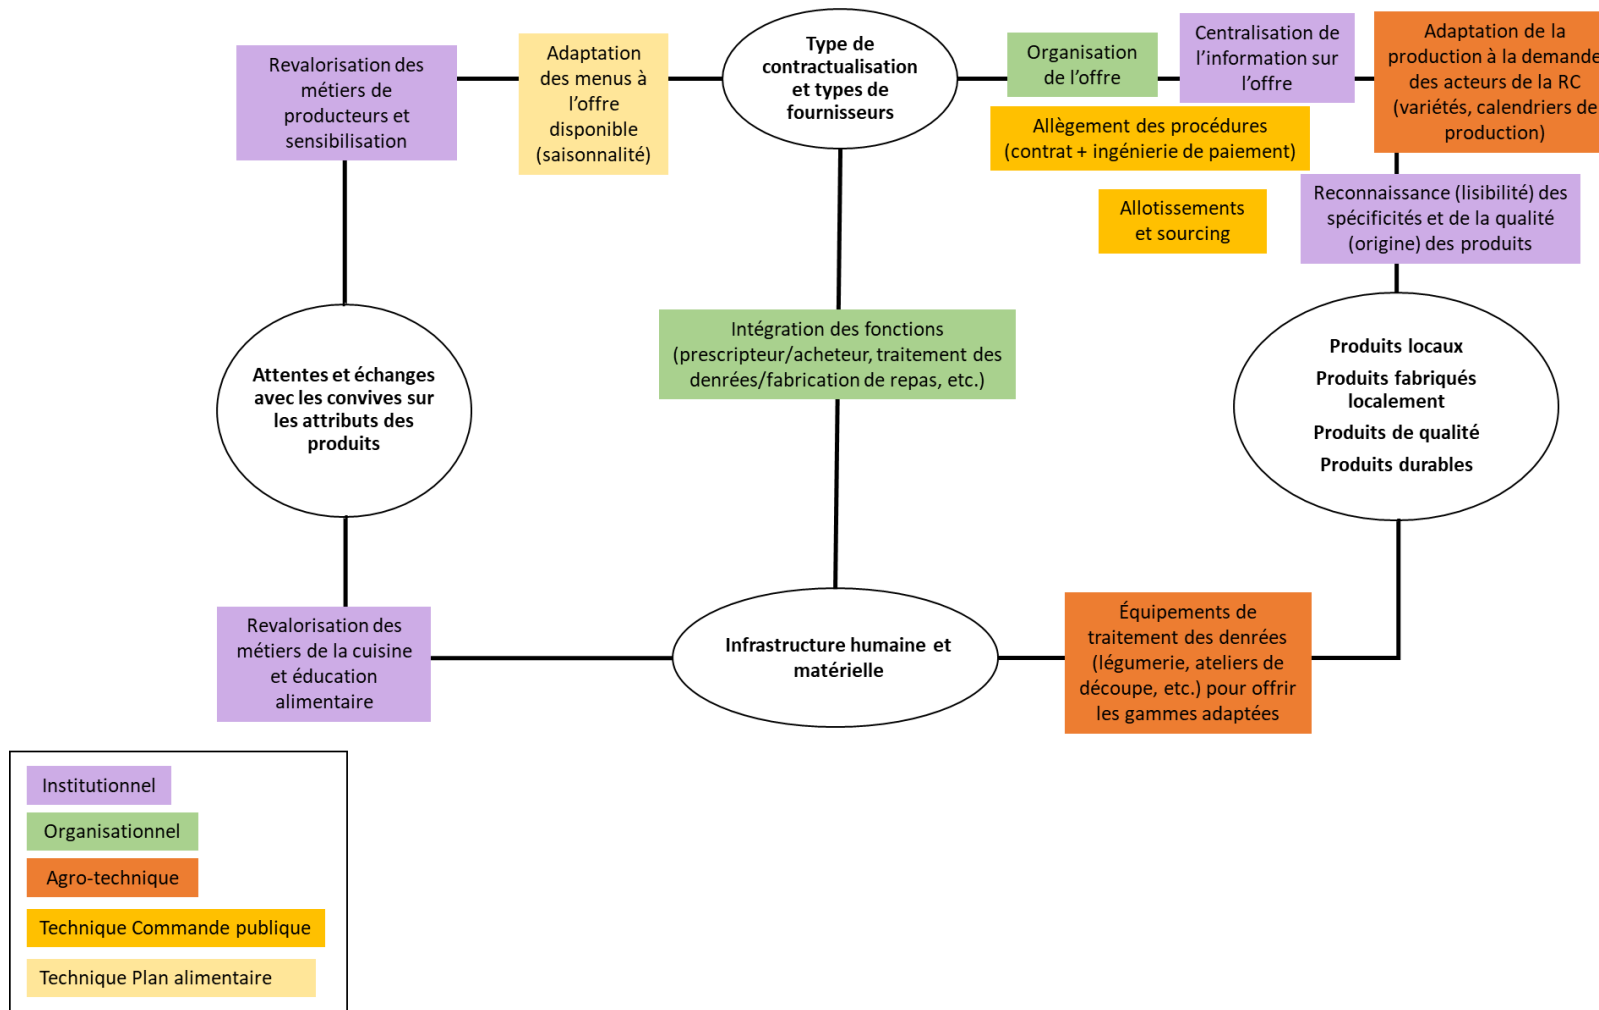 Revalorisation des
métiers de
producteurs et
sensibilisation
Adaptation
des menus à
l’offre
disponible
(saisonnalité)
Type de
contractualisation
et types de
fournisseurs
Organisation
de l’offre
Centralisation de
l’information sur
l’offre
Adaptation de la
production à la demande
des acteurs de la RC
(variétés, calendriers de
production)
Allègement des procédures
(contrat + ingénierie de paiement)
Allotissements
et sourcing
Reconnaissance (lisibilité) des
spécificités et de la qualité
(origine) des produits
Attentes et échanges
avec les convives sur
les attributs des
produits
Intégration des fonctions
(prescripteur/acheteur, traitement des
denrées/fabrication de repas, etc.)
Produits locaux
Produits fabriqués
localement
Produits de qualité
Produits durables
Revalorisation des
métiers de la cuisine
et éducation
alimentaire
Infrastructure humaine et
matérielle
Équipements de
traitement des denrées
(légumerie, ateliers de
découpe, etc.) pour offrir
les gammes adaptées
Institutionnel
Organisationnel
Agro-technique
Technique Commande publique
Technique Plan alimentaire